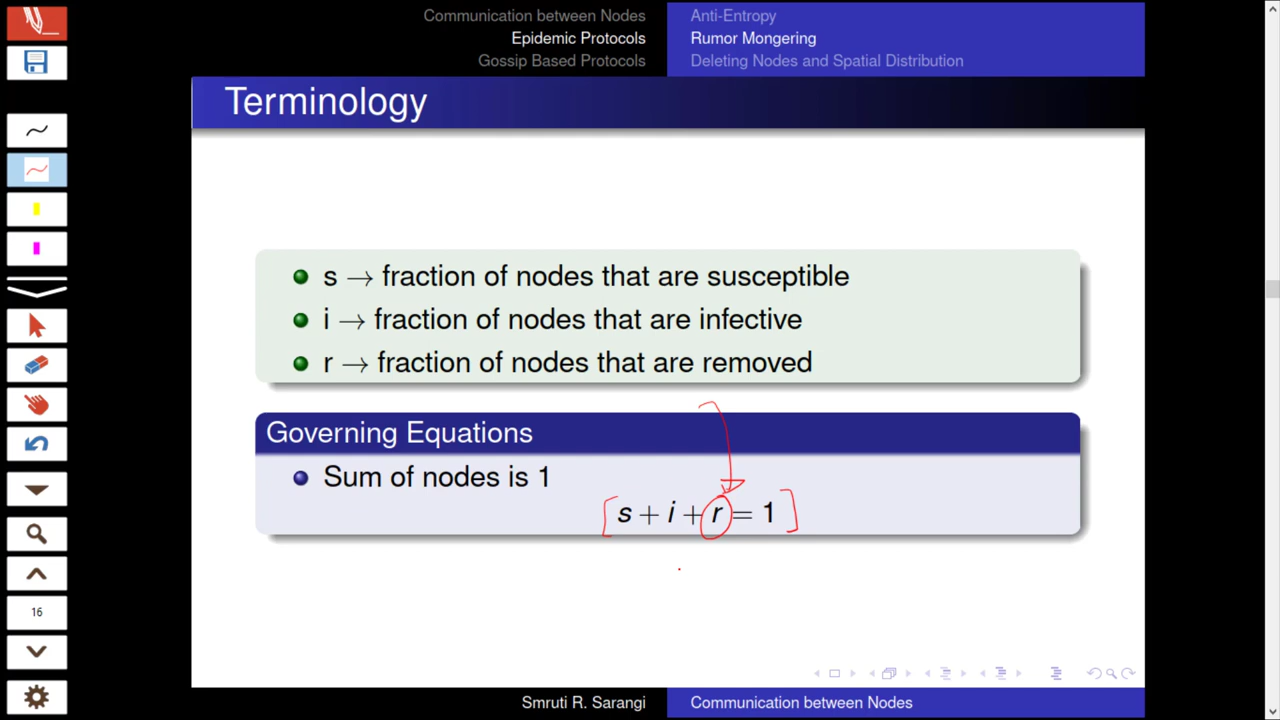 Communication between Nodes
Epidemic Protocols
Gossip Based Protocols
Anti-Entropy
Rumor Mongering
Deleting Nodes and Spatial Distribution
Terminology
s → fraction of nodes that are susceptible
i → fraction of nodes that are infective
r → fraction of nodes that are removed
Governing Equations
Sum of nodes is 1
[s + i + r = 1]
16
Smruti R. Sarangi
Communication between Nodes